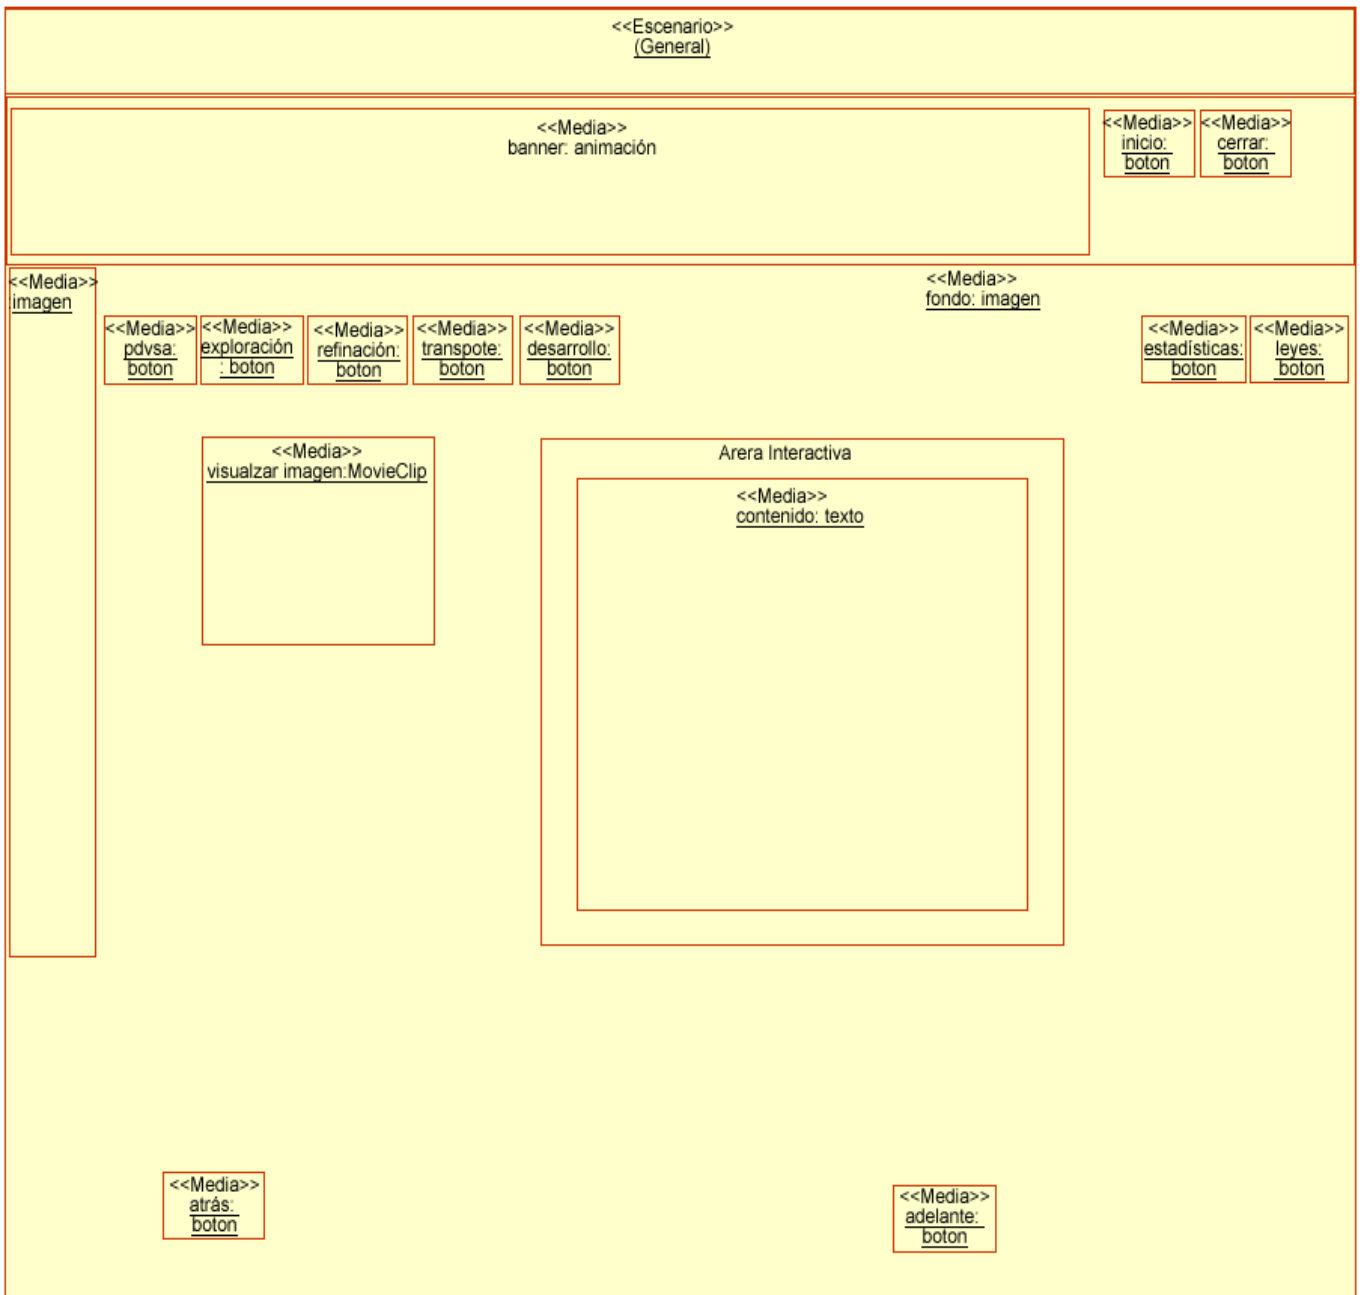 <<Escenario>>
(General)
<<Media>>
banner: animación
<<Media>>
inicio:
boton
<<Media>>
cerrar:
boton
<<Media>>
:imagen
<<Media>>
fondo: imagen
<<Media>>
pdvsa:
boton
<<Media>>
exploración
: boton
<<Media>>
refinación:
boton
<<Media>>
transpote:
boton
<<Media>>
desarrollo:
boton
<<Media>>
estadísticas:
boton
<<Media>>
leyes:
boton
<<Media>>
visualzar imagen:MovieClip
Arera Interactiva
<<Media>>
contenido: texto
<<Media>>
atrás:
boton
<<Media>>
adelante:
boton